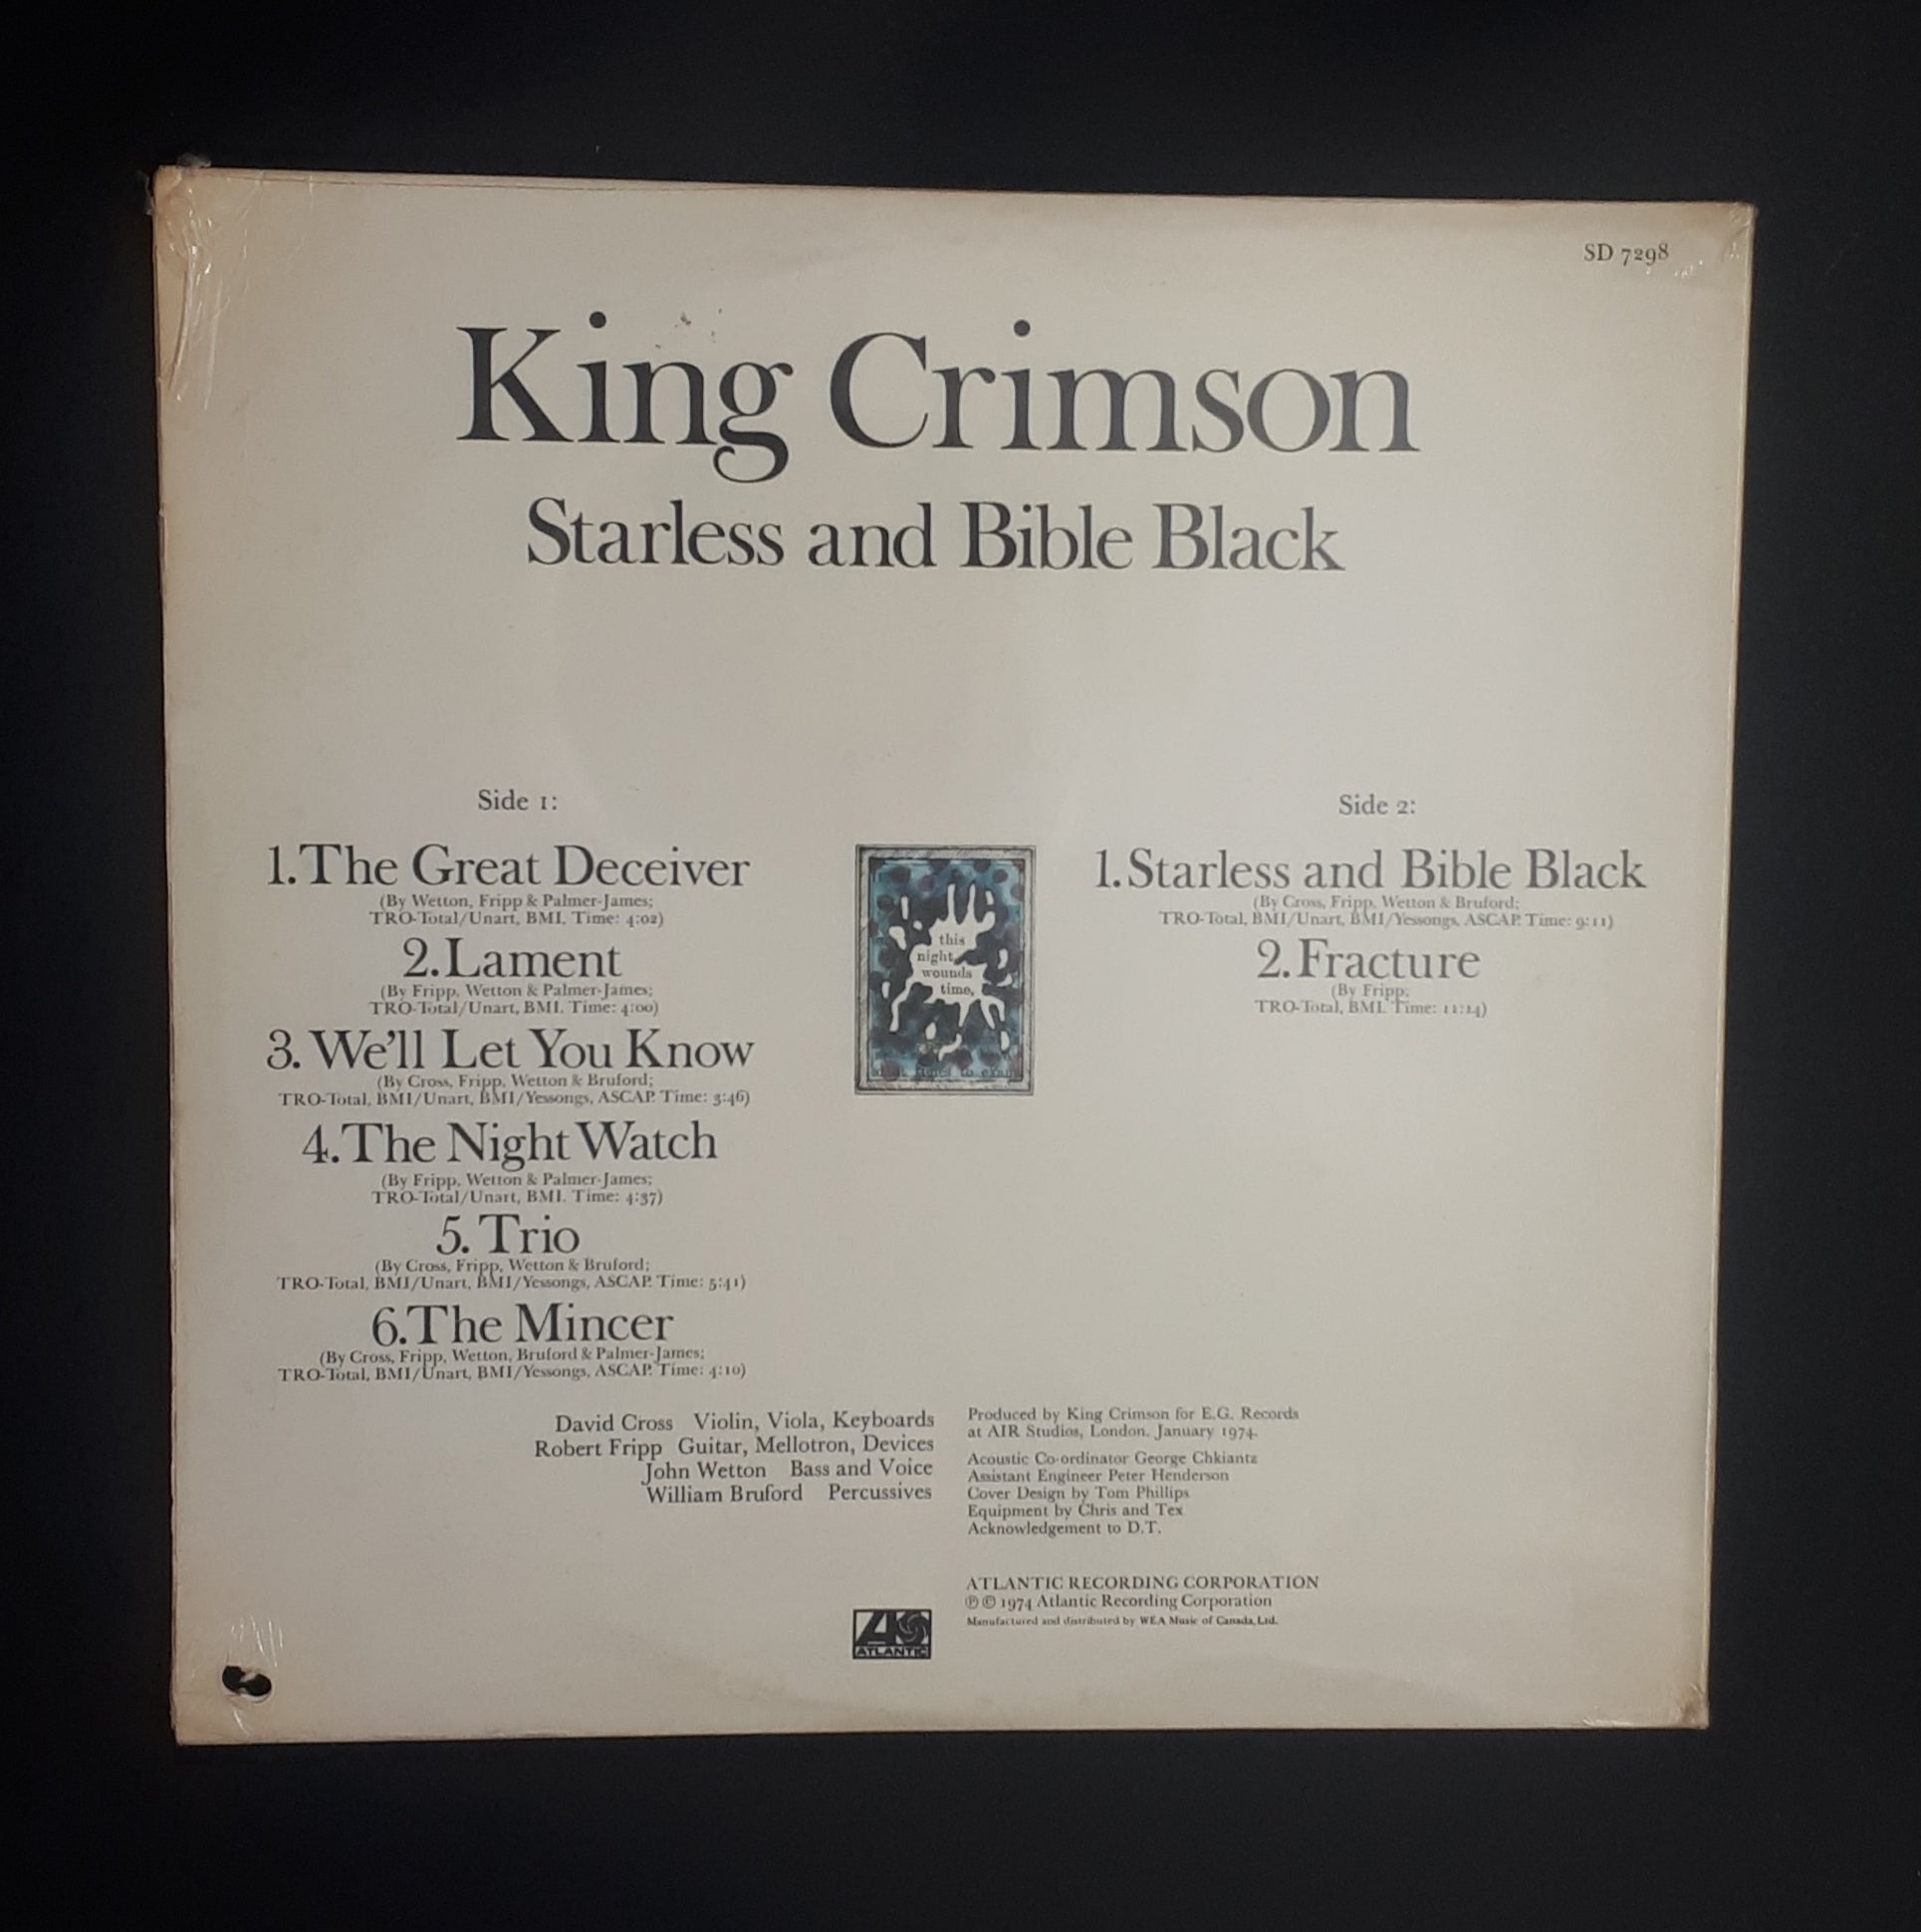 SD 7298
King Crimson
Starless and Bible Black
Side 1:
1. The Great Deceiver
(By Wetton, Fripp & Palmer-James;
TRO-Total/Unart, BMI, Time: 4:02)
2. Lament
(By Fripp, Wetton & Palmer-James;
TRO-Total/Unart, BMI. Time: 4:00)
3. We'll Let You Know
(By Cross, Fripp, Wetton & Bruford;
TRO-Total, BMI/Unart, BMI/Yessongs, ASCAP. Time: 3:46)
4. The Night Watch
(By Fripp, Wetton & Palmer-James;
TRO-Total/Unart, BMI. Time: 4:37)
5. Trio
(By Cross, Fripp, Wetton & Bruford;
TRO-Total, BMI/Unart, BMI/Yessongs, ASCAP. Time: 5:41)
6. The Mincer
(By Cross, Fripp, Wetton, Bruford & Palmer-James;
TRO-Total, BMI/Unart, BMI/Yessongs, ASCAP. Time: 4:10)
this
night
wounds
time,
Side 2:
1. Starless and Bible Black
(By Cross, Fripp, Wetton & Bruford;
TRO-Total, BMI/Unart, BMI/Yessongs, ASCAP. Time: 9:11)
2. Fracture
(By Fripp;
TRO-Total, BMI. Time: 11:14)
David Cross Violin, Viola, Keyboards
Robert Fripp Guitar, Mellotron, Devices
John Wetton Bass and Voice
William Bruford Percussives
Produced by King Crimson for E.G. Records
at AIR Studios, London. January 1974.
Acoustic Co-ordinator George Chkiantz
Assistant Engineer Peter Henderson
Cover Design by Tom Phillips
Equipment by Chris and Tex
Acknowledgement to D.T.
ATLANTIC RECORDING CORPORATION
℗ © 1974 Atlantic Recording Corporation
Manufactured and distributed by WEA Music of Canada, Ltd.
ATLANTIC